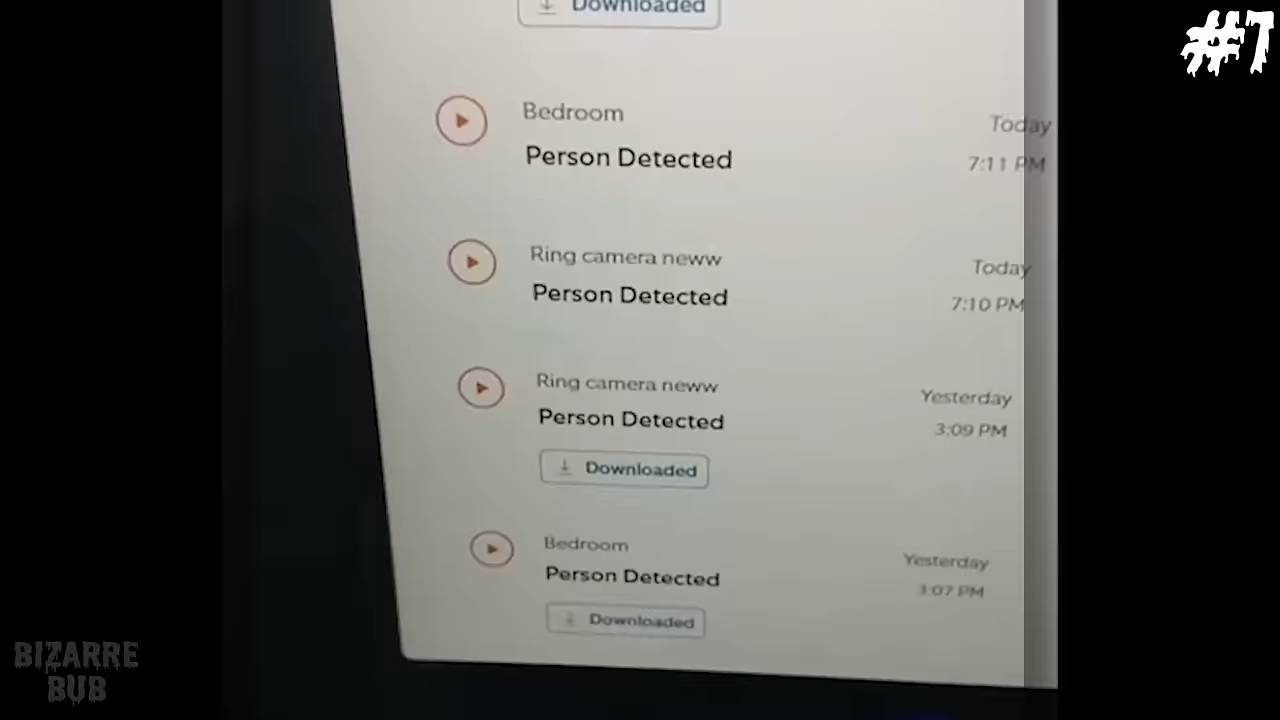 #7
Downloaded
Bedroom
Today
Person Detected
7:11 PM
Ring camera neww
Today
Person Detected
7:10 PM
Ring camera neww
Yesterday
Person Detected
3:09 PM
Downloaded
Bedroom
Yesterday
Person Detected
3:07 PM
Downloaded
BIZARRE
BUB